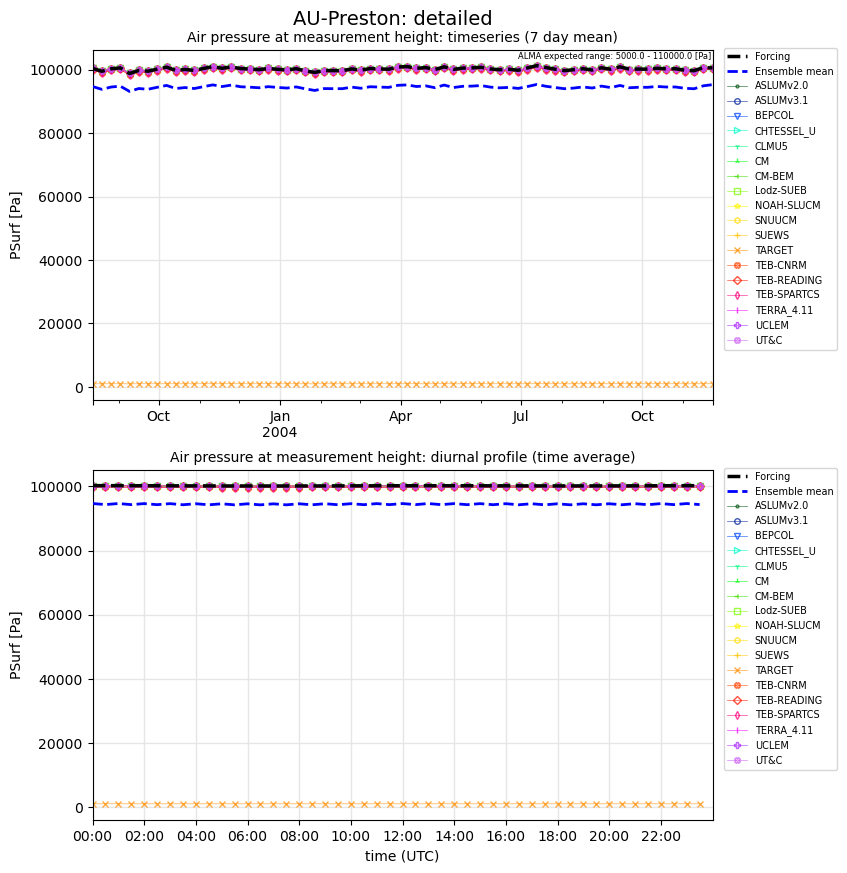 AU-Preston: detailed
Air pressure at measurement height: timeseries (7 day mean)
ALMA expected range: 5000.0 - 110000.0 [Pa]
PSurf [Pa]
100000
80000
60000
40000
20000
0
Oct
Jan
2004
Apr
Jul
Oct
Forcing
Ensemble mean
ASLUMv2.0
ASLUMv3.1
BEPCOL
CHTESSEL_U
CLMU5
CM
CM-BEM
Lodz-SUEB
NOAH-SLUCM
SNUUCM
SUEWS
TARGET
TEB-CNRM
TEB-READING
TEB-SPARTCS
TERRA_4.11
UCLEM
UT&C
Air pressure at measurement height: diurnal profile (time average)
PSurf [Pa]
100000
80000
60000
40000
20000
0
00:00
02:00
04:00
06:00
08:00
10:00
12:00
14:00
16:00
18:00
20:00
22:00
time (UTC)
Forcing
Ensemble mean
ASLUMv2.0
ASLUMv3.1
BEPCOL
CHTESSEL_U
CLMU5
CM
CM-BEM
Lodz-SUEB
NOAH-SLUCM
SNUUCM
SUEWS
TARGET
TEB-CNRM
TEB-READING
TEB-SPARTCS
TERRA_4.11
UCLEM
UT&C